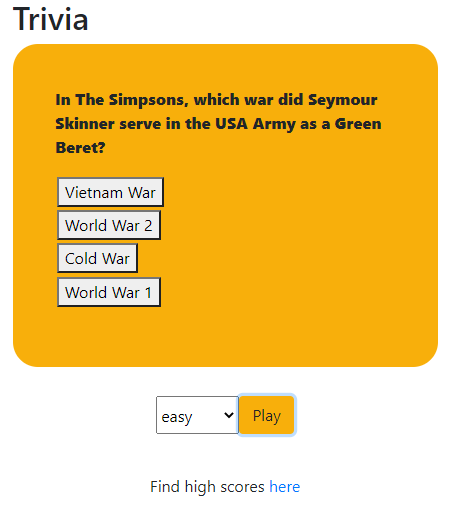 Trivia
In The Simpsons, which war did Seymour
Skinner serve in the USA Army as a Green
Beret?
Vietnam War
World War 2
Cold War
World War 1
easy Play
Find high scores here